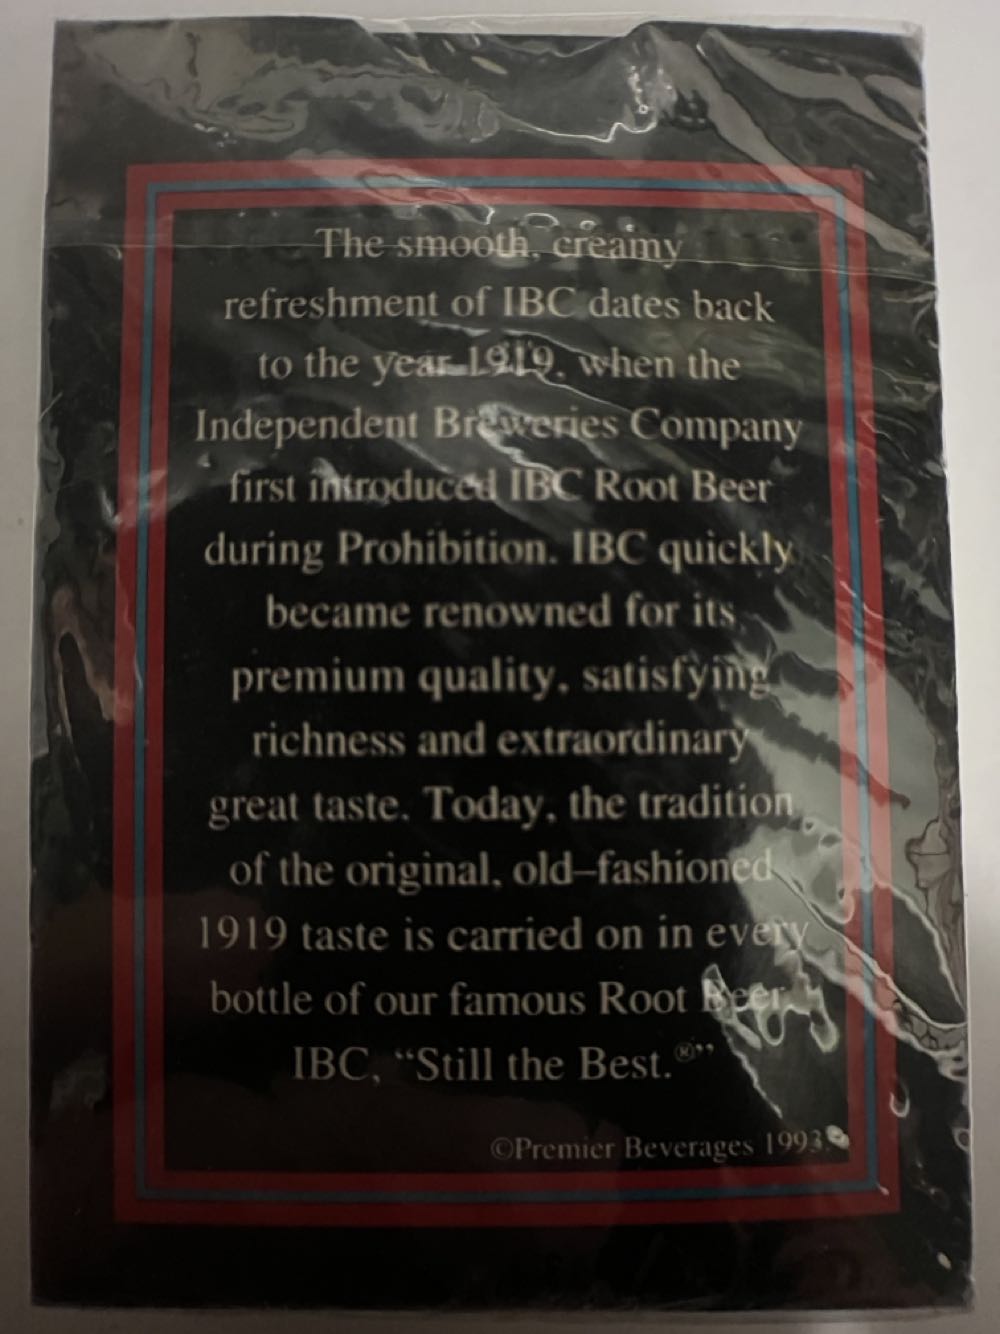 The smooth, creamy
refreshment of IBC dates back
to the year 1919, when the
Independent Breweries Company
first introduced IBC Root Beer
during Prohibition. IBC quickly
became renowned for its
premium quality, satisfying
richness and extraordinary
great taste. Today, the tradition
of the original, old–fashioned
1919 taste is carried on in every
bottle of our famous Root Beer.
IBC, “Still the Best.®”
©Premier Beverages 1993.